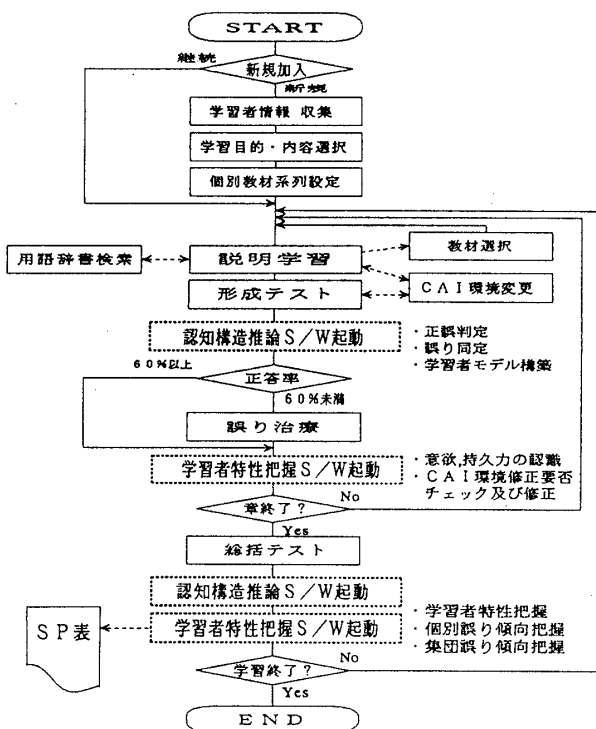 START
継続
新規加入
新規
学習者情報 収集
学習目的・内容選択
個別教材系列設定
用語辞書検索
説明学習
教材選択
形成テスト
CAI環境変更
認知構造推論S/W起動
・正誤判定
・誤り同定
・学習者モデル構築
60%以上
正答率
60%未満
誤り治療
学習者特性把握S/W起動
・意欲,持久力の認識
・CAI環境修正要否
チェック及び修正
章終了?
No
Yes
総括テスト
認知構造推論S/W起動
SP表
学習者特性把握S/W起動
・学習者特性把握
・個別誤り傾向把握
・集団誤り傾向把握
学習終了?
No
Yes
END